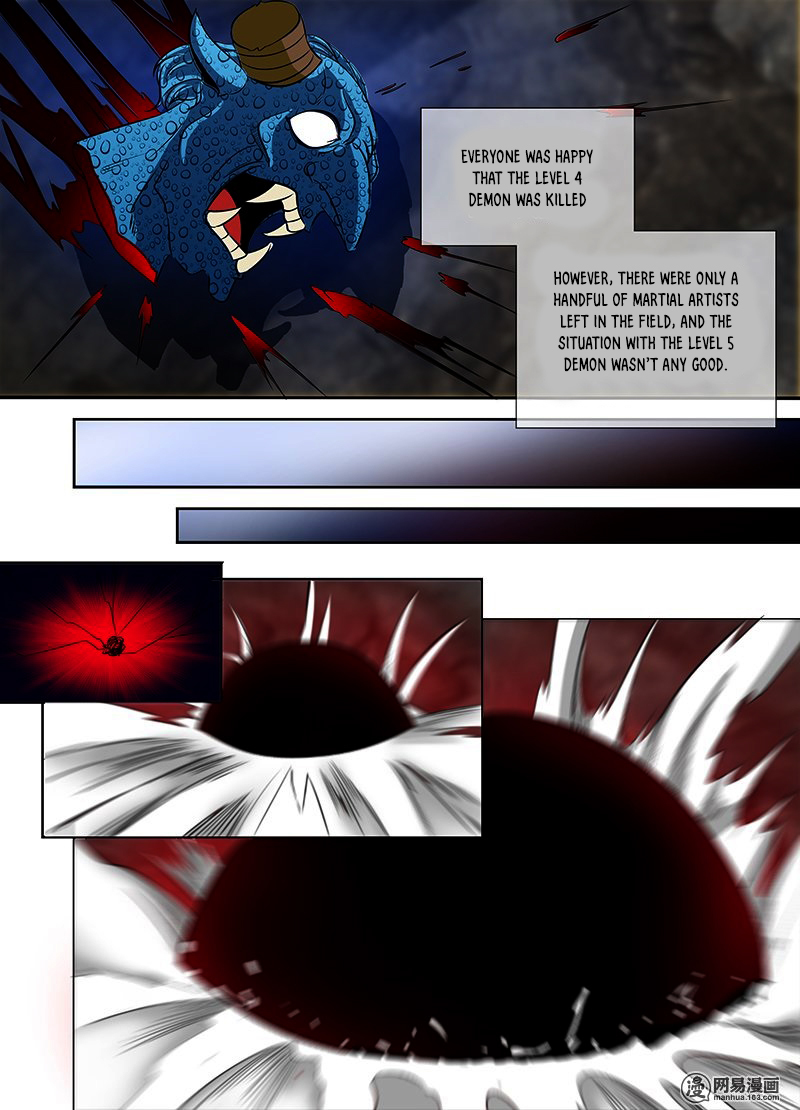 EVERYONE WAS HAPPY
THAT THE LEVEL 4
DEMON WAS KILLED
HOWEVER, THERE WERE ONLY A
HANDFUL OF MARTIAL ARTISTS
LEFT IN THE FIELD, AND THE
SITUATION WITH THE LEVEL 5
DEMON WASN'T ANY GOOD.
漫 网易漫画
manhua.163.com